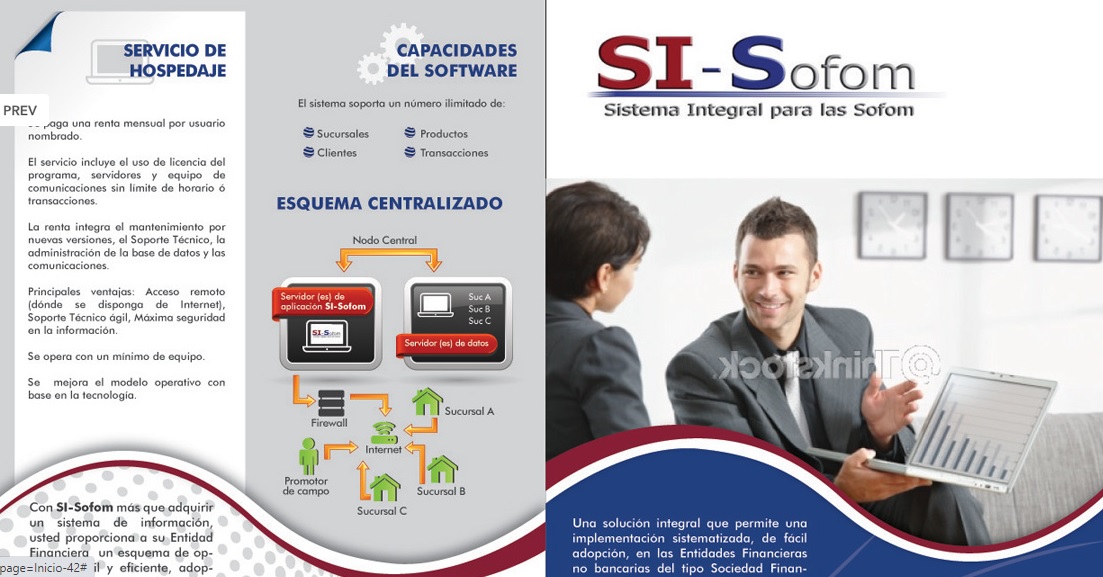 SERVICIO DE
HOSPEDAJE
PREV
paga una renta mensual por usuario
nombrado.
El servicio incluye el uso de licencia del
programa, servidores y equipo de
comunicaciones sin límite de horario ó
transacciones.
La renta integra el mantenimiento por
nuevas versiones, el Soporte Técnico, la
administración de la base de datos y las
comunicaciones.
Principales ventajas: Acceso remoto
(dónde se disponga de Internet),
Soporte Técnico ágil, Máxima seguridad
en la información.
Se opera con un mínimo de equipo.
Se mejora el modelo operativo con
base en la tecnología.
Con SI-Sofom más que adquirir
un sistema de información,
usted proporciona a su Entidad
Financiera un esquema de op-
il y eficiente, adop-
page=Inicio-42#
CAPACIDADES
DEL SOFTWARE
El sistema soporta un número ilimitado de:
Sucursales
Productos
Clientes
Transacciones
ESQUEMA CENTRALIZADO
Nodo Central
Servidor (es) de
aplicación SI-Sofom
SI-Sofom
Suc A
Suc B
Suc C
Servidor (es) de datos
Firewall
Sucursal A
Internet
Promotor
de campo
Sucursal B
Sucursal C
SI-Sofom
Sistema Integral para las Sofom
@Thinkstock
Una solución integral que permite una
implementación sistematizada, de fácil
adopción, en las Entidades Financieras
no bancarias del tipo Sociedad Finan-